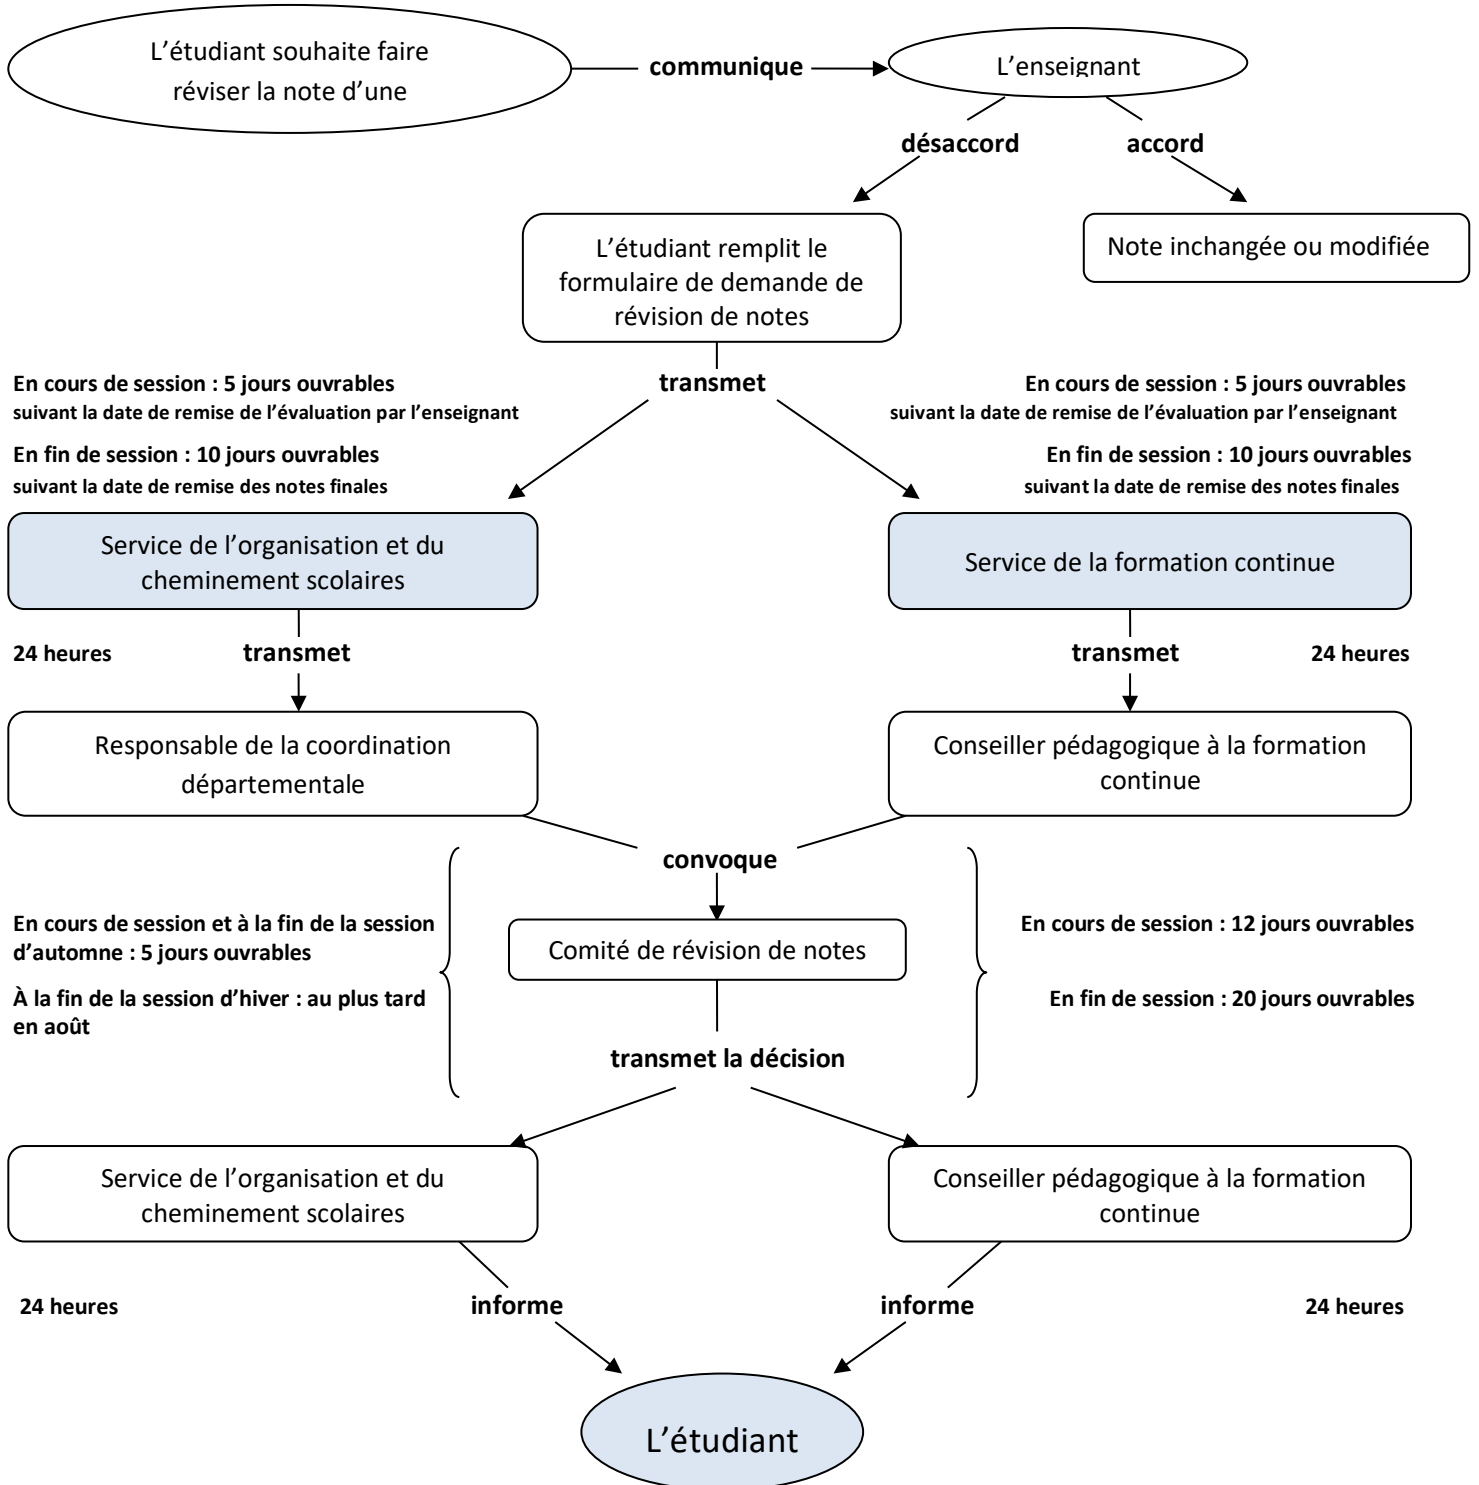 L'étudiant souhaite faire
réviser la note d'une
communique
L'enseignant
désaccord
accord
L'étudiant remplit le
formulaire de demande de
révision de notes
Note inchangée ou modifiée
En cours de session : 5 jours ouvrables
suivant la date de remise de l'évaluation par l'enseignant
En fin de session : 10 jours ouvrables
suivant la date de remise des notes finales
transmet
En cours de session : 5 jours ouvrables
suivant la date de remise de l'évaluation par l'enseignant
En fin de session : 10 jours ouvrables
suivant la date de remise des notes finales
Service de l'organisation et du
cheminement scolaires
Service de la formation continue
24 heures
transmet
transmet
24 heures
Responsable de la coordination
départementale
Conseiller pédagogique à la formation
continue
convoque
En cours de session et à la fin de la session
d'automne : 5 jours ouvrables
À la fin de la session d'hiver : au plus tard
en août
Comité de révision de notes
En cours de session : 12 jours ouvrables
En fin de session : 20 jours ouvrables
transmet la décision
Service de l'organisation et du
cheminement scolaires
Conseiller pédagogique à la formation
continue
24 heures
informe
informe
24 heures
L'étudiant